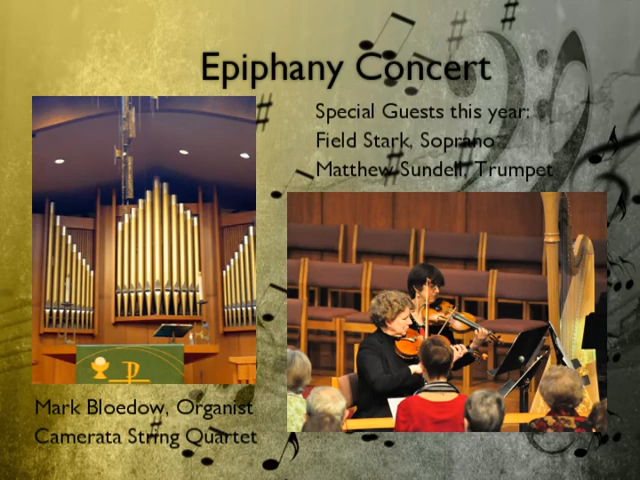 Epiphany Concert
Special Guests this year:
Field Stark, Soprano
Matthew Sundell, Trumpet
Mark Bloedow, Organist
Camerata String Quartet